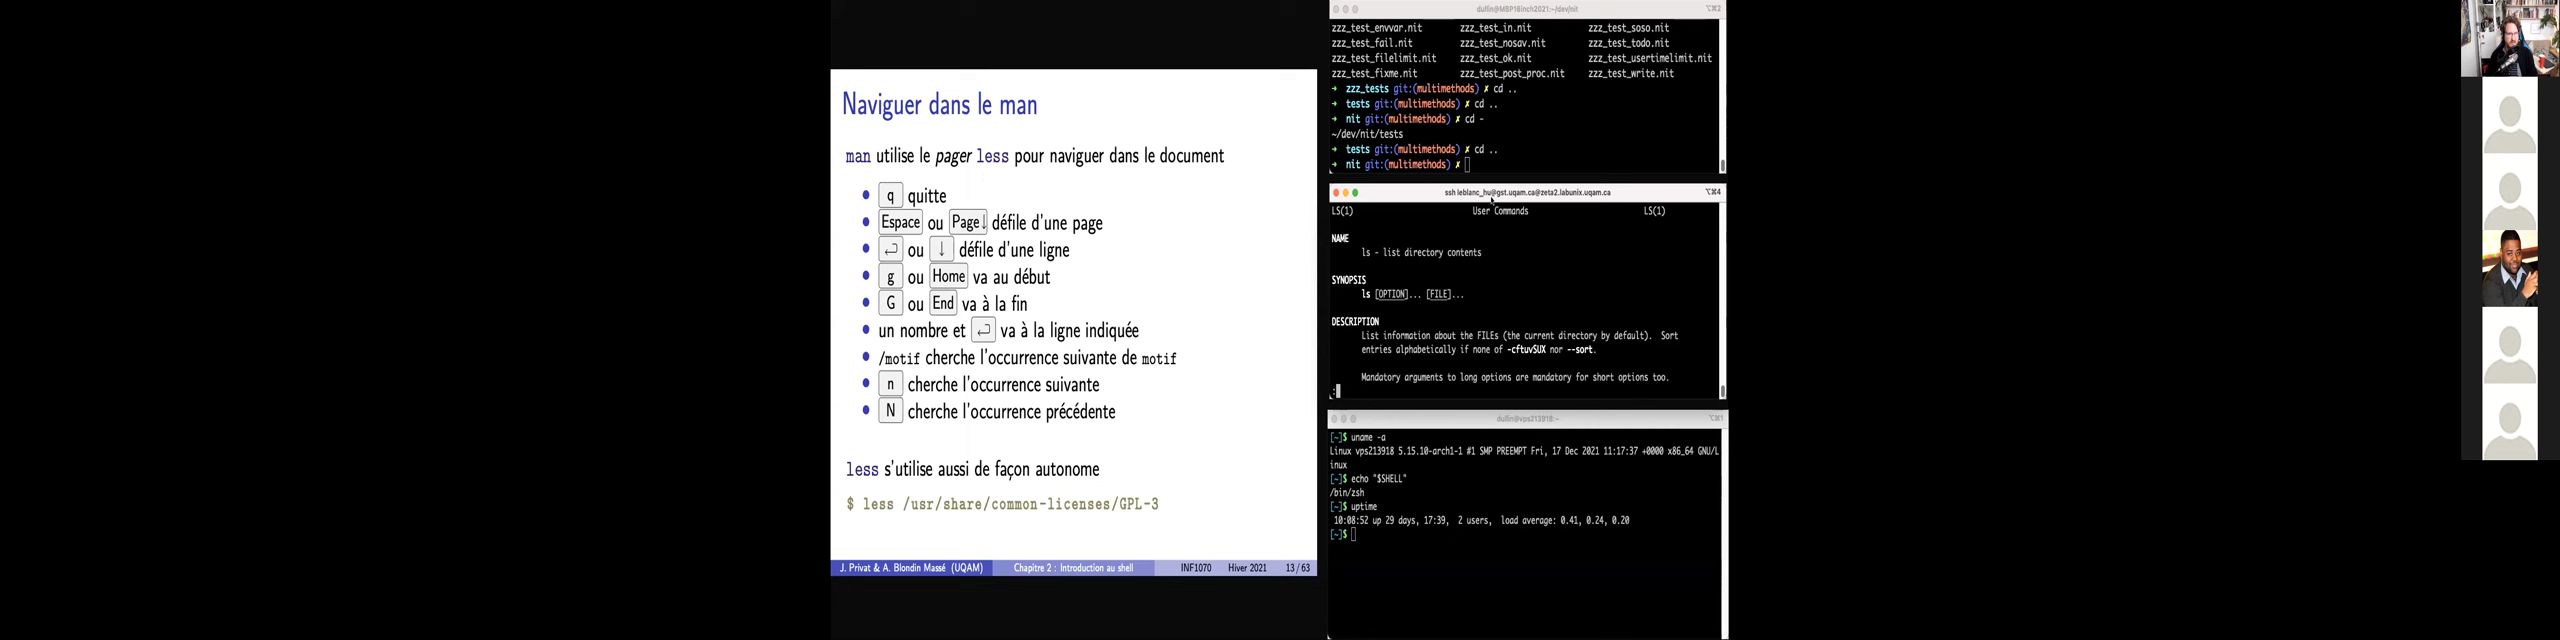 Naviguer dans le man
man utilise le pager less pour naviguer dans le document
q quitte
Espace ou Page↓ défile d'une page
↵ ou ↓ défile d'une ligne
g ou Home va au début
G ou End va à la fin
un nombre et ↵ va à la ligne indiquée
/motif cherche l'occurrence suivante de motif
n cherche l'occurrence suivante
N cherche l'occurrence précédente
less s'utilise aussi de façon autonome
$ less /usr/share/common-licenses/GPL-3
J. Privat & A. Blondin Massé (UQAM) Chapitre 2 : Introduction au shell INF1070 Hiver 2021 13 / 63
dullin@MBP16inch2021:~/dev/nit ⌥⌘2
zzz_test_envvar.nit zzz_test_in.nit zzz_test_soso.nit
zzz_test_fail.nit zzz_test_nosav.nit zzz_test_todo.nit
zzz_test_filelimit.nit zzz_test_ok.nit zzz_test_usertimelimit.nit
zzz_test_fixme.nit zzz_test_post_proc.nit zzz_test_write.nit
➜ zzz_tests git:(multimethods) ✗ cd ..
➜ tests git:(multimethods) ✗ cd ..
➜ nit git:(multimethods) ✗ cd -
~/dev/nit/tests
➜ tests git:(multimethods) ✗ cd ..
➜ nit git:(multimethods) ✗
ssh leblanc_hu@gst.uqam.ca@zeta2.labunix.uqam.ca ⌥⌘4
LS(1) User Commands LS(1)
NAME
ls - list directory contents
SYNOPSIS
ls [OPTION]... [FILE]...
DESCRIPTION
List information about the FILEs (the current directory by default). Sort
entries alphabetically if none of -cftuvSUX nor --sort.
Mandatory arguments to long options are mandatory for short options too.
:
dullin@vps213918:~ ⌥⌘1
[~]$ uname -a
Linux vps213918 5.15.10-arch1-1 #1 SMP PREEMPT Fri, 17 Dec 2021 11:17:37 +0000 x86_64 GNU/L
inux
[~]$ echo "$SHELL"
/bin/zsh
[~]$ uptime
10:08:52 up 29 days, 17:39, 2 users, load average: 0.41, 0.24, 0.20
[~]$